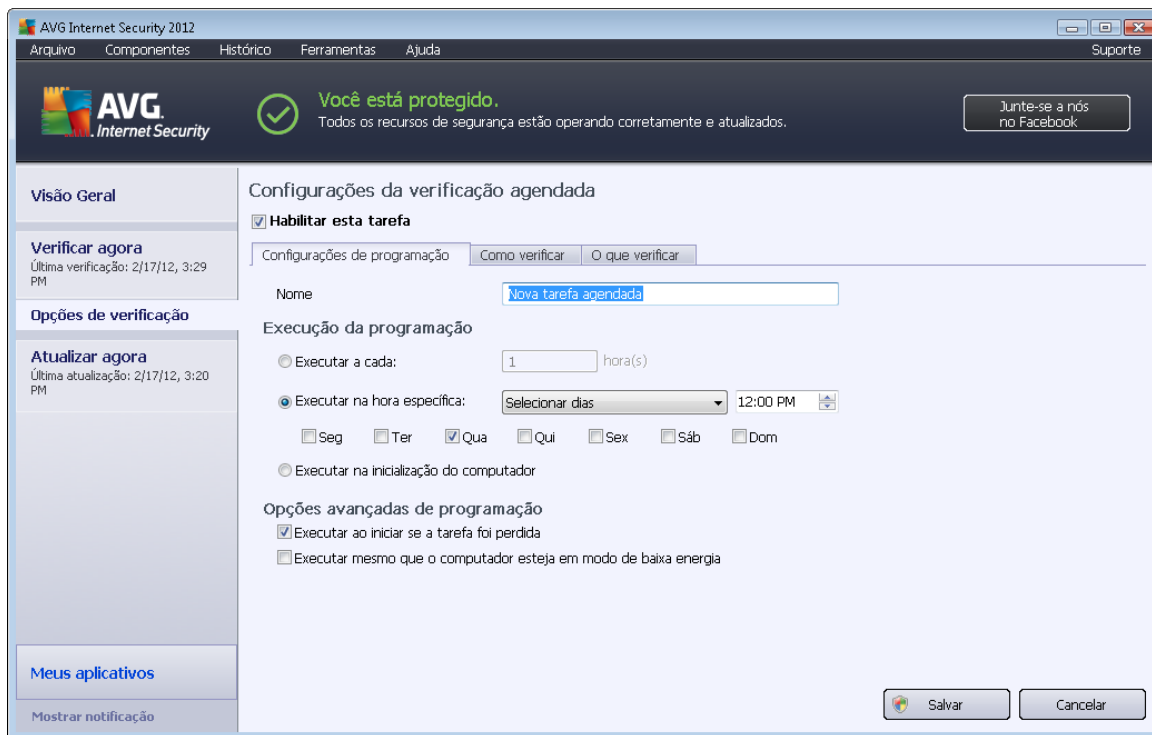 AVG Internet Security 2012
Arquivo Componentes Histórico Ferramentas Ajuda Suporte
AVG.
Internet Security
Você está protegido.
Todos os recursos de segurança estão operando corretamente e atualizados.
Junte-se a nós
no Facebook
Visão Geral
Verificar agora
Última verificação: 2/17/12, 3:29
PM
Opções de verificação
Atualizar agora
Última atualização: 2/17/12, 3:20
PM
Meus aplicativos
Mostrar notificação
Configurações da verificação agendada
Habilitar esta tarefa
Configurações de programação Como verificar O que verificar
Nome Nova tarefa agendada
Execução da programação
Executar a cada: 1 hora(s)
Executar na hora específica: Selecionar dias 12:00 PM
Seg Ter Qua Qui Sex Sáb Dom
Executar na inicialização do computador
Opções avançadas de programação
Executar ao iniciar se a tarefa foi perdida
Executar mesmo que o computador esteja em modo de baixa energia
Salvar Cancelar